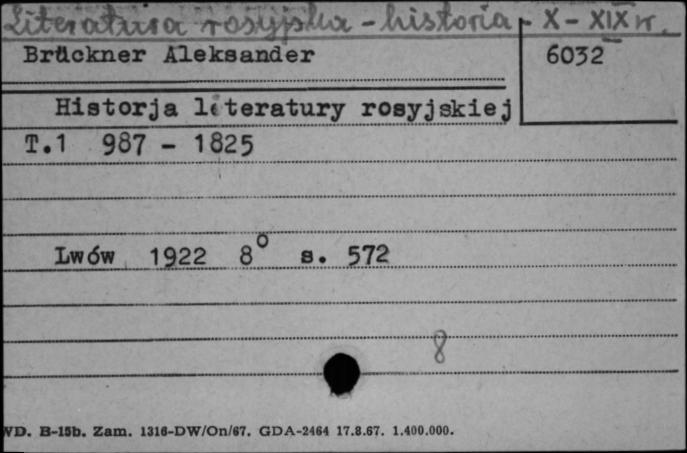 Literatura rosyjska - historia - X - XIX w.
Brückner Aleksander 6032
Historja literatury rosyjskiej
T.1 987 - 1825
Lwów 1922 8° s. 572
8
WD. B-15b. Zam. 1316-DW/On/67. GDA-2464 17.8.67. 1.400.000.